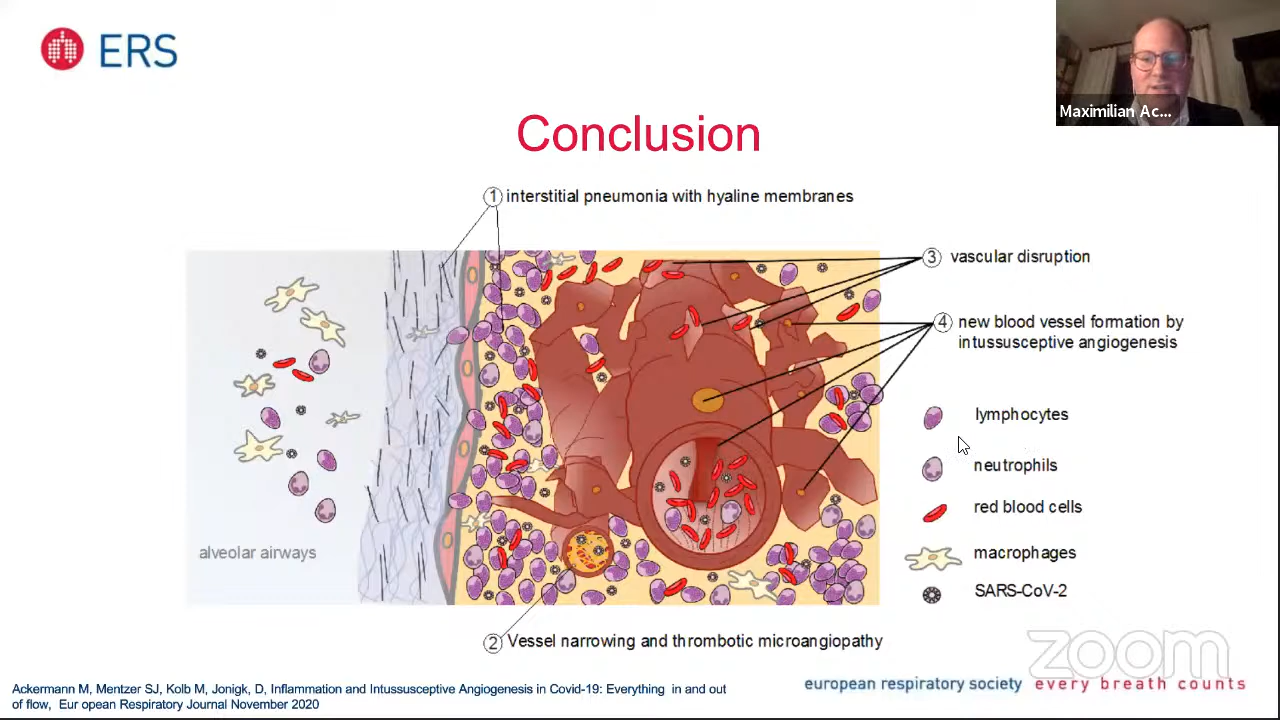 ERS
Maximilian Ac...
Conclusion
1 interstitial pneumonia with hyaline membranes
3 vascular disruption
4 new blood vessel formation by
intussusceptive angiogenesis
lymphocytes
neutrophils
red blood cells
alveolar airways
macrophages
SARS-CoV-2
2 Vessel narrowing and thrombotic microangiopathy
zoom
Ackermann M, Mentzer SJ, Kolb M, Jonigk, D, Inflammation and Intussusceptive Angiogenesis in Covid-19: Everything in and out
of flow, Eur opean Respiratory Journal November 2020
european respiratory society every breath counts